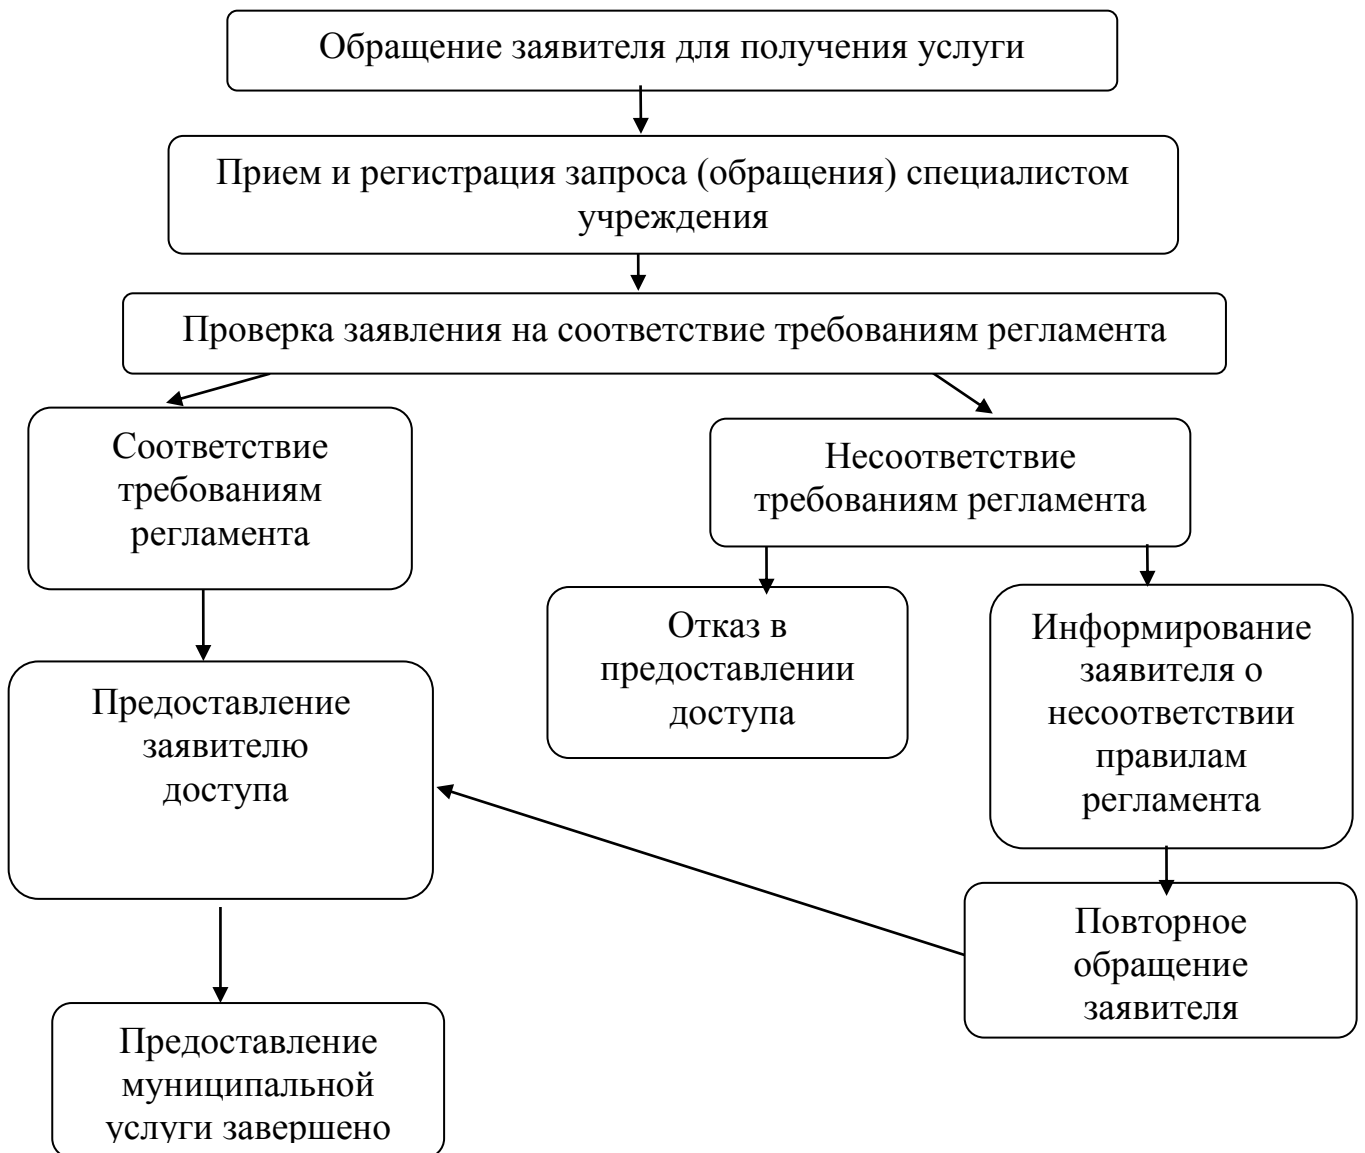 Обращение заявителя для получения услуги
Прием и регистрация запроса (обращения) специалистом
учреждения
Проверка заявления на соответствие требованиям регламента
Соответствие
требованиям
регламента
Несоответствие
требованиям регламента
Отказ в
предоставлении
доступа
Информирование
заявителя о
несоответствии
правилам
регламента
Предоставление
заявителю
доступа
Повторное
обращение
заявителя
Предоставление
муниципальной
услуги завершено